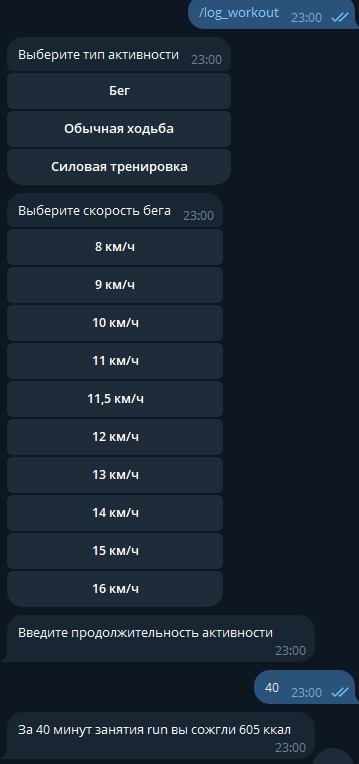 /log_workout 23:00
Выберите тип активности 23:00
Бег
Обычная ходьба
Силовая тренировка
Выберите скорость бега 23:00
8 км/ч
9 км/ч
10 км/ч
11 км/ч
11,5 км/ч
12 км/ч
13 км/ч
14 км/ч
15 км/ч
16 км/ч
Введите продолжительность активности
23:00
40 23:00
За 40 минут занятия run вы сожгли 605 ккал
23:00